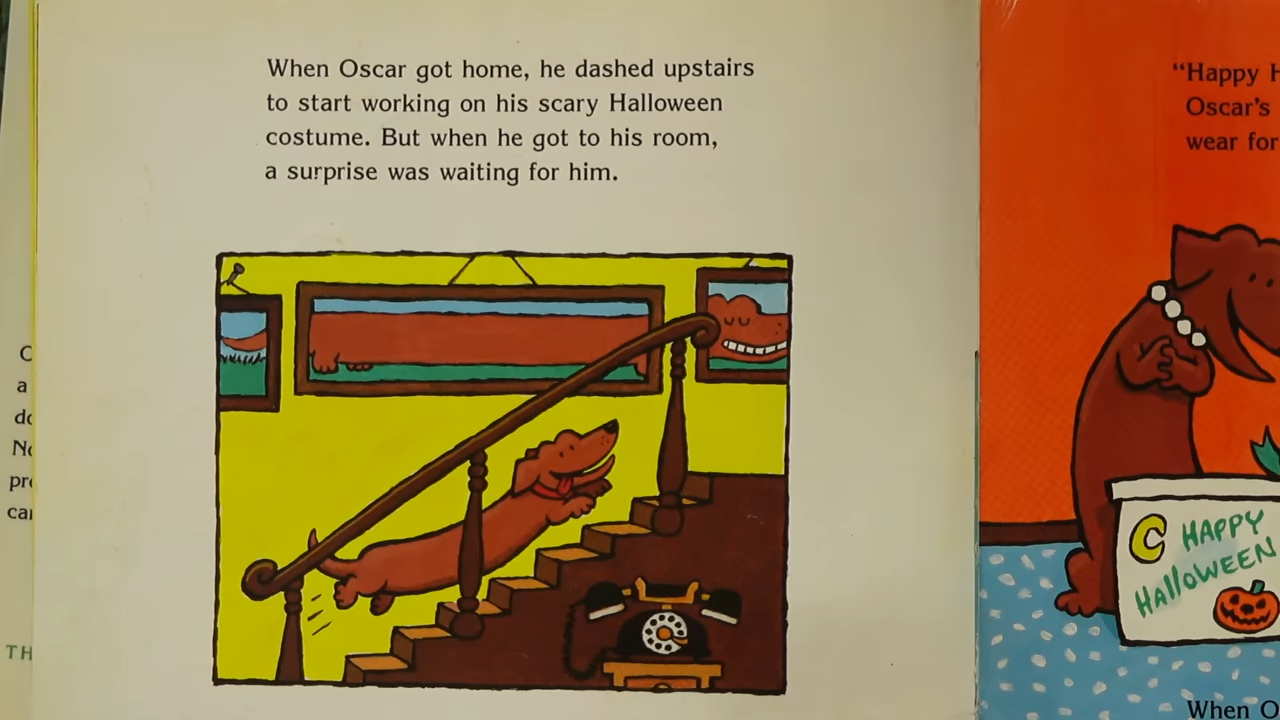 When Oscar got home, he dashed upstairs
to start working on his scary Halloween
costume. But when he got to his room,
a surprise was waiting for him.
"Happy
Oscar's
wear for
HAPPY
HAllOWEEN
When